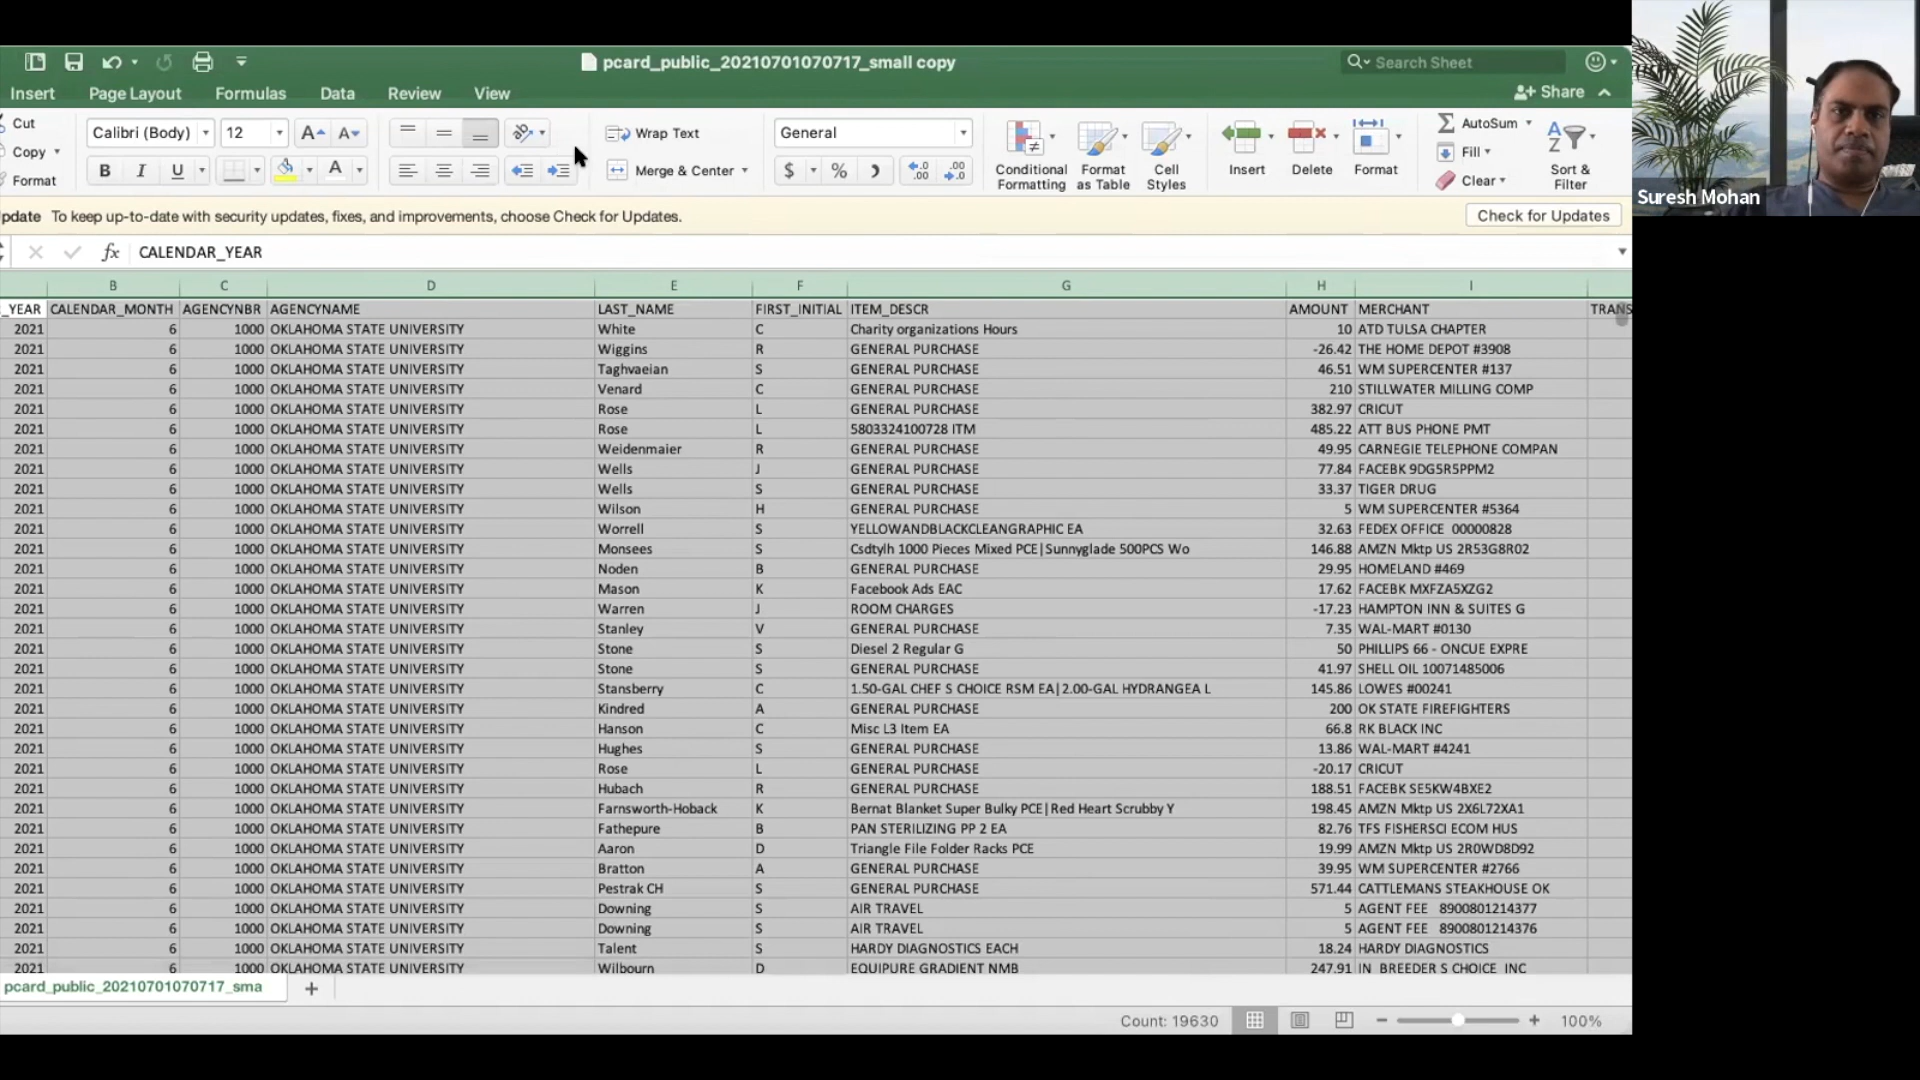 pcard_public_20210701070717_small copy
Search Sheet
Insert Page Layout Formulas Data Review View
Share
Cut
Copy
Format
Calibri (Body) 12
B I U A
Wrap Text
Merge & Center
General
$ %
Conditional Formatting
Format as Table
Cell Styles
Insert
Delete
Format
AutoSum
Fill
Clear
Sort & Filter
pdate To keep up-to-date with security updates, fixes, and improvements, choose Check for Updates.
Check for Updates
fx CALENDAR_YEAR
B C D E F G H I
_YEAR CALENDAR_MONTH AGENCYNBR AGENCYNAME LAST_NAME FIRST_INITIAL ITEM_DESCR AMOUNT MERCHANT TRANS
2021 6 1000 OKLAHOMA STATE UNIVERSITY White C Charity organizations Hours 10 ATD TULSA CHAPTER
2021 6 1000 OKLAHOMA STATE UNIVERSITY Wiggins R GENERAL PURCHASE -26.42 THE HOME DEPOT #3908
2021 6 1000 OKLAHOMA STATE UNIVERSITY Taghvaeian S GENERAL PURCHASE 46.51 WM SUPERCENTER #137
2021 6 1000 OKLAHOMA STATE UNIVERSITY Venard C GENERAL PURCHASE 210 STILLWATER MILLING COMP
2021 6 1000 OKLAHOMA STATE UNIVERSITY Rose L GENERAL PURCHASE 382.97 CRICUT
2021 6 1000 OKLAHOMA STATE UNIVERSITY Rose L 5803324100728 ITM 485.22 ATT BUS PHONE PMT
2021 6 1000 OKLAHOMA STATE UNIVERSITY Weidenmaier R GENERAL PURCHASE 49.95 CARNEGIE TELEPHONE COMPAN
2021 6 1000 OKLAHOMA STATE UNIVERSITY Wells J GENERAL PURCHASE 77.84 FACEBK 9DG5R5PPM2
2021 6 1000 OKLAHOMA STATE UNIVERSITY Wells S GENERAL PURCHASE 33.37 TIGER DRUG
2021 6 1000 OKLAHOMA STATE UNIVERSITY Wilson H GENERAL PURCHASE 5 WM SUPERCENTER #5364
2021 6 1000 OKLAHOMA STATE UNIVERSITY Worrell S YELLOWANDBLACKCLEANGRAPHIC EA 32.63 FEDEX OFFICE 00000828
2021 6 1000 OKLAHOMA STATE UNIVERSITY Monsees S Csdtylh 1000 Pieces Mixed PCE|Sunnyglade 500PCS Wo 146.88 AMZN Mktp US 2R53G8R02
2021 6 1000 OKLAHOMA STATE UNIVERSITY Noden B GENERAL PURCHASE 29.95 HOMELAND #469
2021 6 1000 OKLAHOMA STATE UNIVERSITY Mason K Facebook Ads EAC 17.62 FACEBK MXFZA5XZG2
2021 6 1000 OKLAHOMA STATE UNIVERSITY Warren J ROOM CHARGES -17.23 HAMPTON INN & SUITES G
2021 6 1000 OKLAHOMA STATE UNIVERSITY Stanley V GENERAL PURCHASE 7.35 WAL-MART #0130
2021 6 1000 OKLAHOMA STATE UNIVERSITY Stone S Diesel 2 Regular G 50 PHILLIPS 66 - ONCUE EXPRE
2021 6 1000 OKLAHOMA STATE UNIVERSITY Stone S GENERAL PURCHASE 41.97 SHELL OIL 10071485006
2021 6 1000 OKLAHOMA STATE UNIVERSITY Stansberry C 1.50-GAL CHEF S CHOICE RSM EA|2.00-GAL HYDRANGEA L 145.86 LOWES #00241
2021 6 1000 OKLAHOMA STATE UNIVERSITY Kindred A GENERAL PURCHASE 200 OK STATE FIREFIGHTERS
2021 6 1000 OKLAHOMA STATE UNIVERSITY Hanson C Misc L3 Item EA 66.8 RK BLACK INC
2021 6 1000 OKLAHOMA STATE UNIVERSITY Hughes S GENERAL PURCHASE 13.86 WAL-MART #4241
2021 6 1000 OKLAHOMA STATE UNIVERSITY Rose L GENERAL PURCHASE -20.17 CRICUT
2021 6 1000 OKLAHOMA STATE UNIVERSITY Hubach R GENERAL PURCHASE 188.51 FACEBK SE5KW4BXE2
2021 6 1000 OKLAHOMA STATE UNIVERSITY Farnsworth-Hoback K Bernat Blanket Super Bulky PCE|Red Heart Scrubby Y 198.45 AMZN Mktp US 2X6L72XA1
2021 6 1000 OKLAHOMA STATE UNIVERSITY Fathepure B PAN STERILIZING PP 2 EA 82.76 TFS FISHERSCI ECOM HUS
2021 6 1000 OKLAHOMA STATE UNIVERSITY Aaron D Triangle File Folder Racks PCE 19.99 AMZN Mktp US 2R0WD8D92
2021 6 1000 OKLAHOMA STATE UNIVERSITY Bratton A GENERAL PURCHASE 39.95 WM SUPERCENTER #2766
2021 6 1000 OKLAHOMA STATE UNIVERSITY Pestrak CH S GENERAL PURCHASE 571.44 CATTLEMANS STEAKHOUSE OK
2021 6 1000 OKLAHOMA STATE UNIVERSITY Downing S AIR TRAVEL 5 AGENT FEE 8900801214377
2021 6 1000 OKLAHOMA STATE UNIVERSITY Downing S AIR TRAVEL 5 AGENT FEE 8900801214376
2021 6 1000 OKLAHOMA STATE UNIVERSITY Talent S HARDY DIAGNOSTICS EACH 18.24 HARDY DIAGNOSTICS
2021 6 1000 OKLAHOMA STATE UNIVERSITY Wilbourn D EQUIPURE GRADIENT NMB 247.91 IN BREEDER S CHOICE INC
pcard_public_20210701070717_sma
Count: 19630
100%
Suresh Mohan